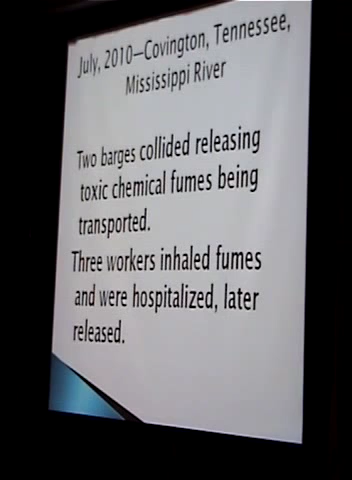 July, 2010—Covington, Tennessee,
Mississippi River
Two barges collided releasing
toxic chemical fumes being
transported.
Three workers inhaled fumes
and were hospitalized, later
released.